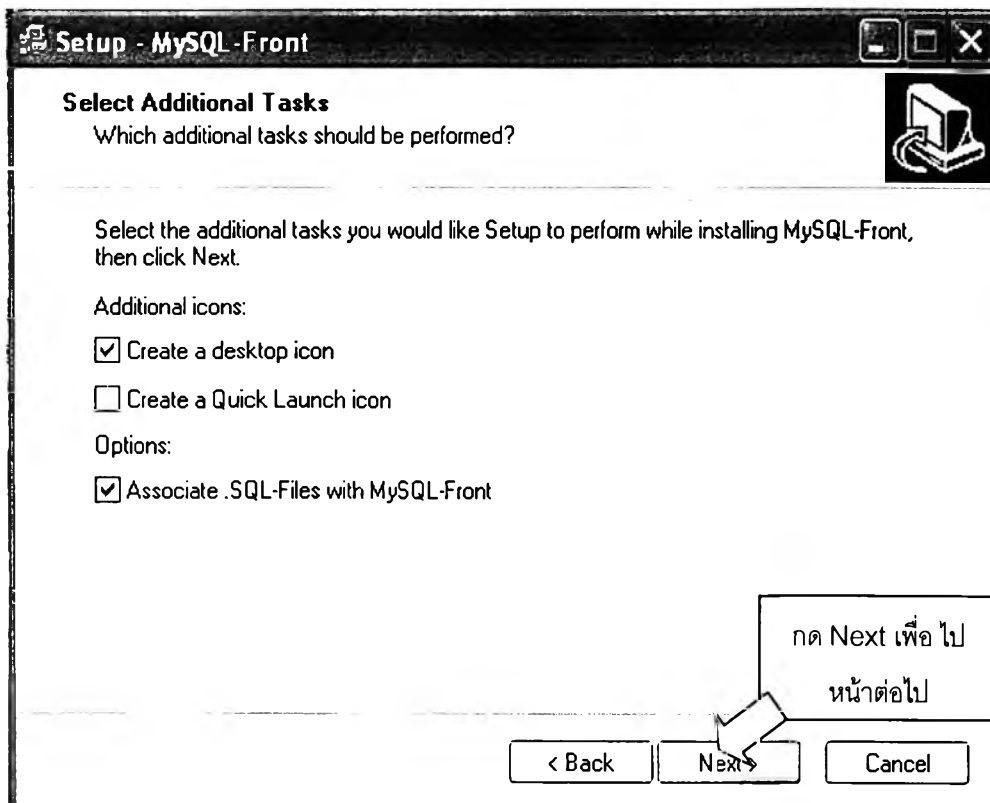 Setup - MySQL-Front
Select Additional Tasks
Which additional tasks should be performed?
Select the additional tasks you would like Setup to perform while installing MySQL-Front,
then click Next.
Additional icons:
Create a desktop icon
Create a Quick Launch icon
Options:
Associate .SQL-Files with MySQL-Front
กด Next เพื่อ ไป
หน้าต่อไป
< Back Next > Cancel